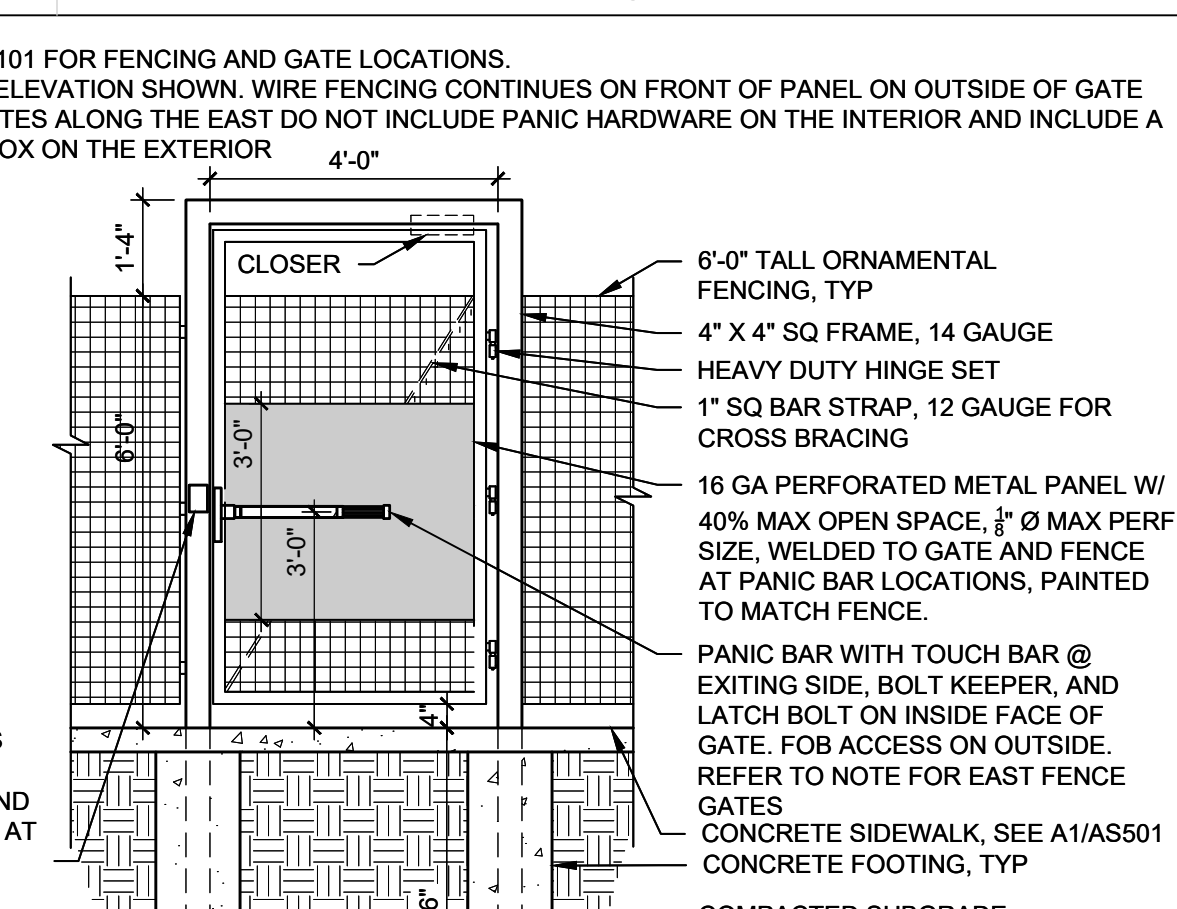 101 FOR FENCING AND GATE LOCATIONS.
ELEVATION SHOWN. WIRE FENCING CONTINUES ON FRONT OF PANEL ON OUTSIDE OF GATE
TES ALONG THE EAST DO NOT INCLUDE PANIC HARDWARE ON THE INTERIOR AND INCLUDE A
OX ON THE EXTERIOR
4'-0"
1'-4"
CLOSER
6'-0"
3'-0"
3'-0"
4"
6"
6'-0" TALL ORNAMENTAL
FENCING, TYP
4" X 4" SQ FRAME, 14 GAUGE
HEAVY DUTY HINGE SET
1" SQ BAR STRAP, 12 GAUGE FOR
CROSS BRACING
16 GA PERFORATED METAL PANEL W/
40% MAX OPEN SPACE, 1/8" Ø MAX PERF
SIZE, WELDED TO GATE AND FENCE
AT PANIC BAR LOCATIONS, PAINTED
TO MATCH FENCE.
PANIC BAR WITH TOUCH BAR @
EXITING SIDE, BOLT KEEPER, AND
LATCH BOLT ON INSIDE FACE OF
GATE. FOB ACCESS ON OUTSIDE.
REFER TO NOTE FOR EAST FENCE
GATES
CONCRETE SIDEWALK, SEE A1/AS501
CONCRETE FOOTING, TYP
COMPACTED SUBGRADE
S
ND
AT